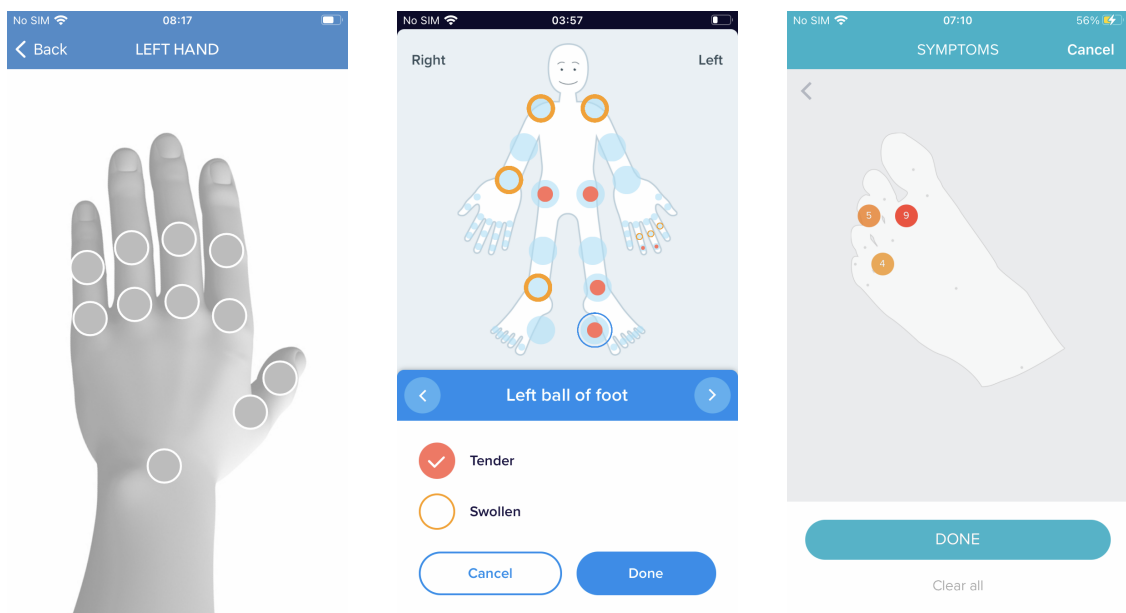 No SIM 08:17
Back LEFT HAND
No SIM 03:57
Right Left
Left ball of foot
Tender
Swollen
Cancel Done
No SIM 07:10 56%
SYMPTOMS Cancel
5 9
4
DONE
Clear all